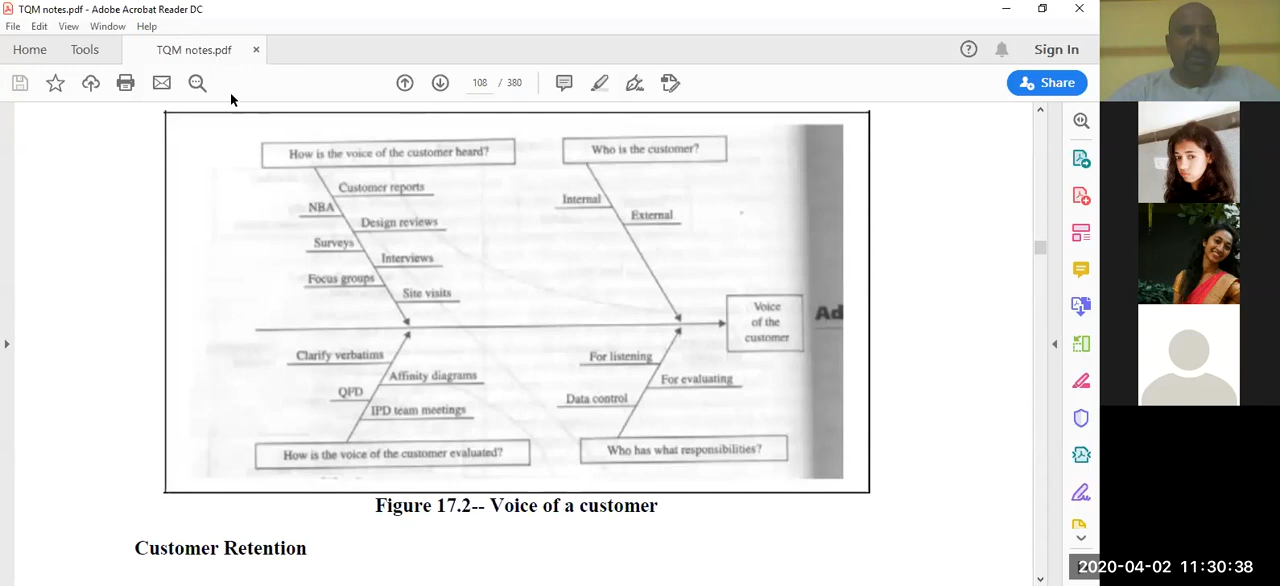 TQM notes.pdf - Adobe Acrobat Reader DC
File Edit View Window Help
Home Tools TQM notes.pdf × Sign In
108 / 380 Share
How is the voice of the customer heard?
Who is the customer?
Customer reports
NBA
Design reviews
Surveys
Interviews
Focus groups
Site visits
Internal
External
Voice
of the
customer
Ad
Clarify verbatims
Affinity diagrams
QFD
IPD team meetings
For listening
For evaluating
Data control
How is the voice of the customer evaluated?
Who has what responsibilities?
Figure 17.2-- Voice of a customer
Customer Retention
2020-04-02 11:30:38